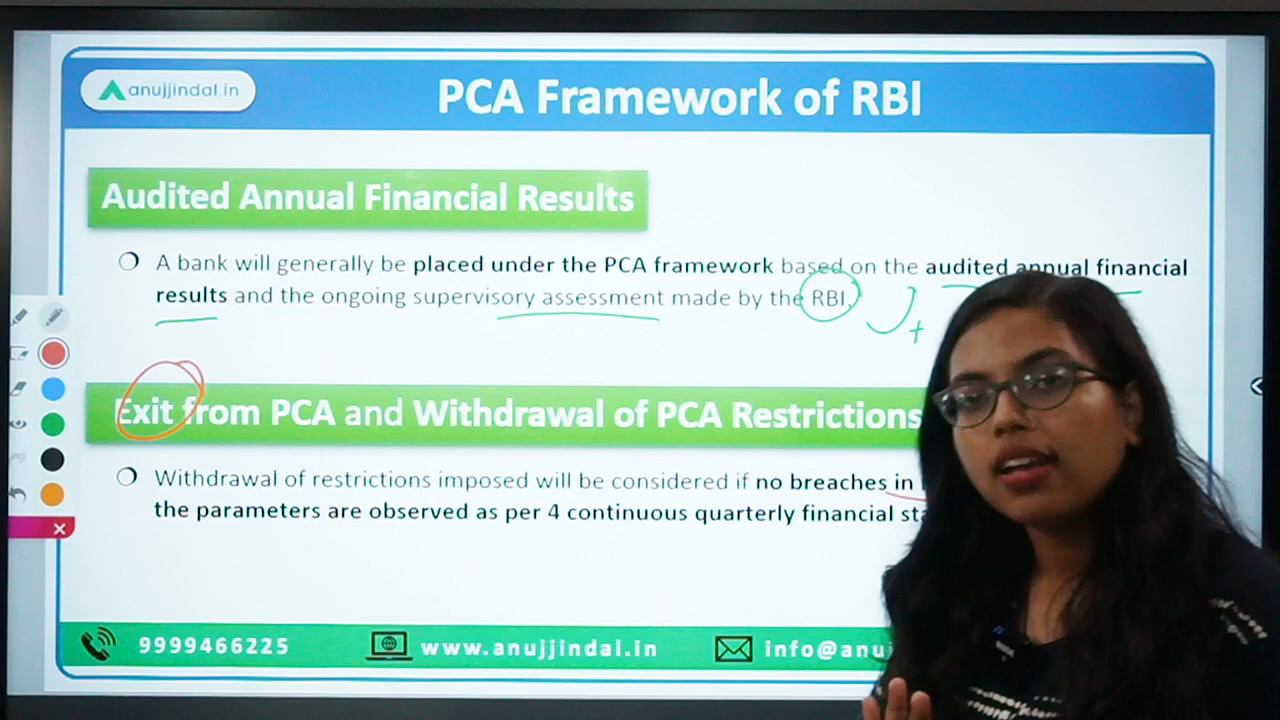 anujjindal.in
PCA Framework of RBI
Audited Annual Financial Results
A bank will generally be placed under the PCA framework based on the audited annual financial
results and the ongoing supervisory assessment made by the RBI.
+
Exit from PCA and Withdrawal of PCA Restrictions
Withdrawal of restrictions imposed will be considered if no breaches in
the parameters are observed as per 4 continuous quarterly financial
9999466225 www.anujjindal.in